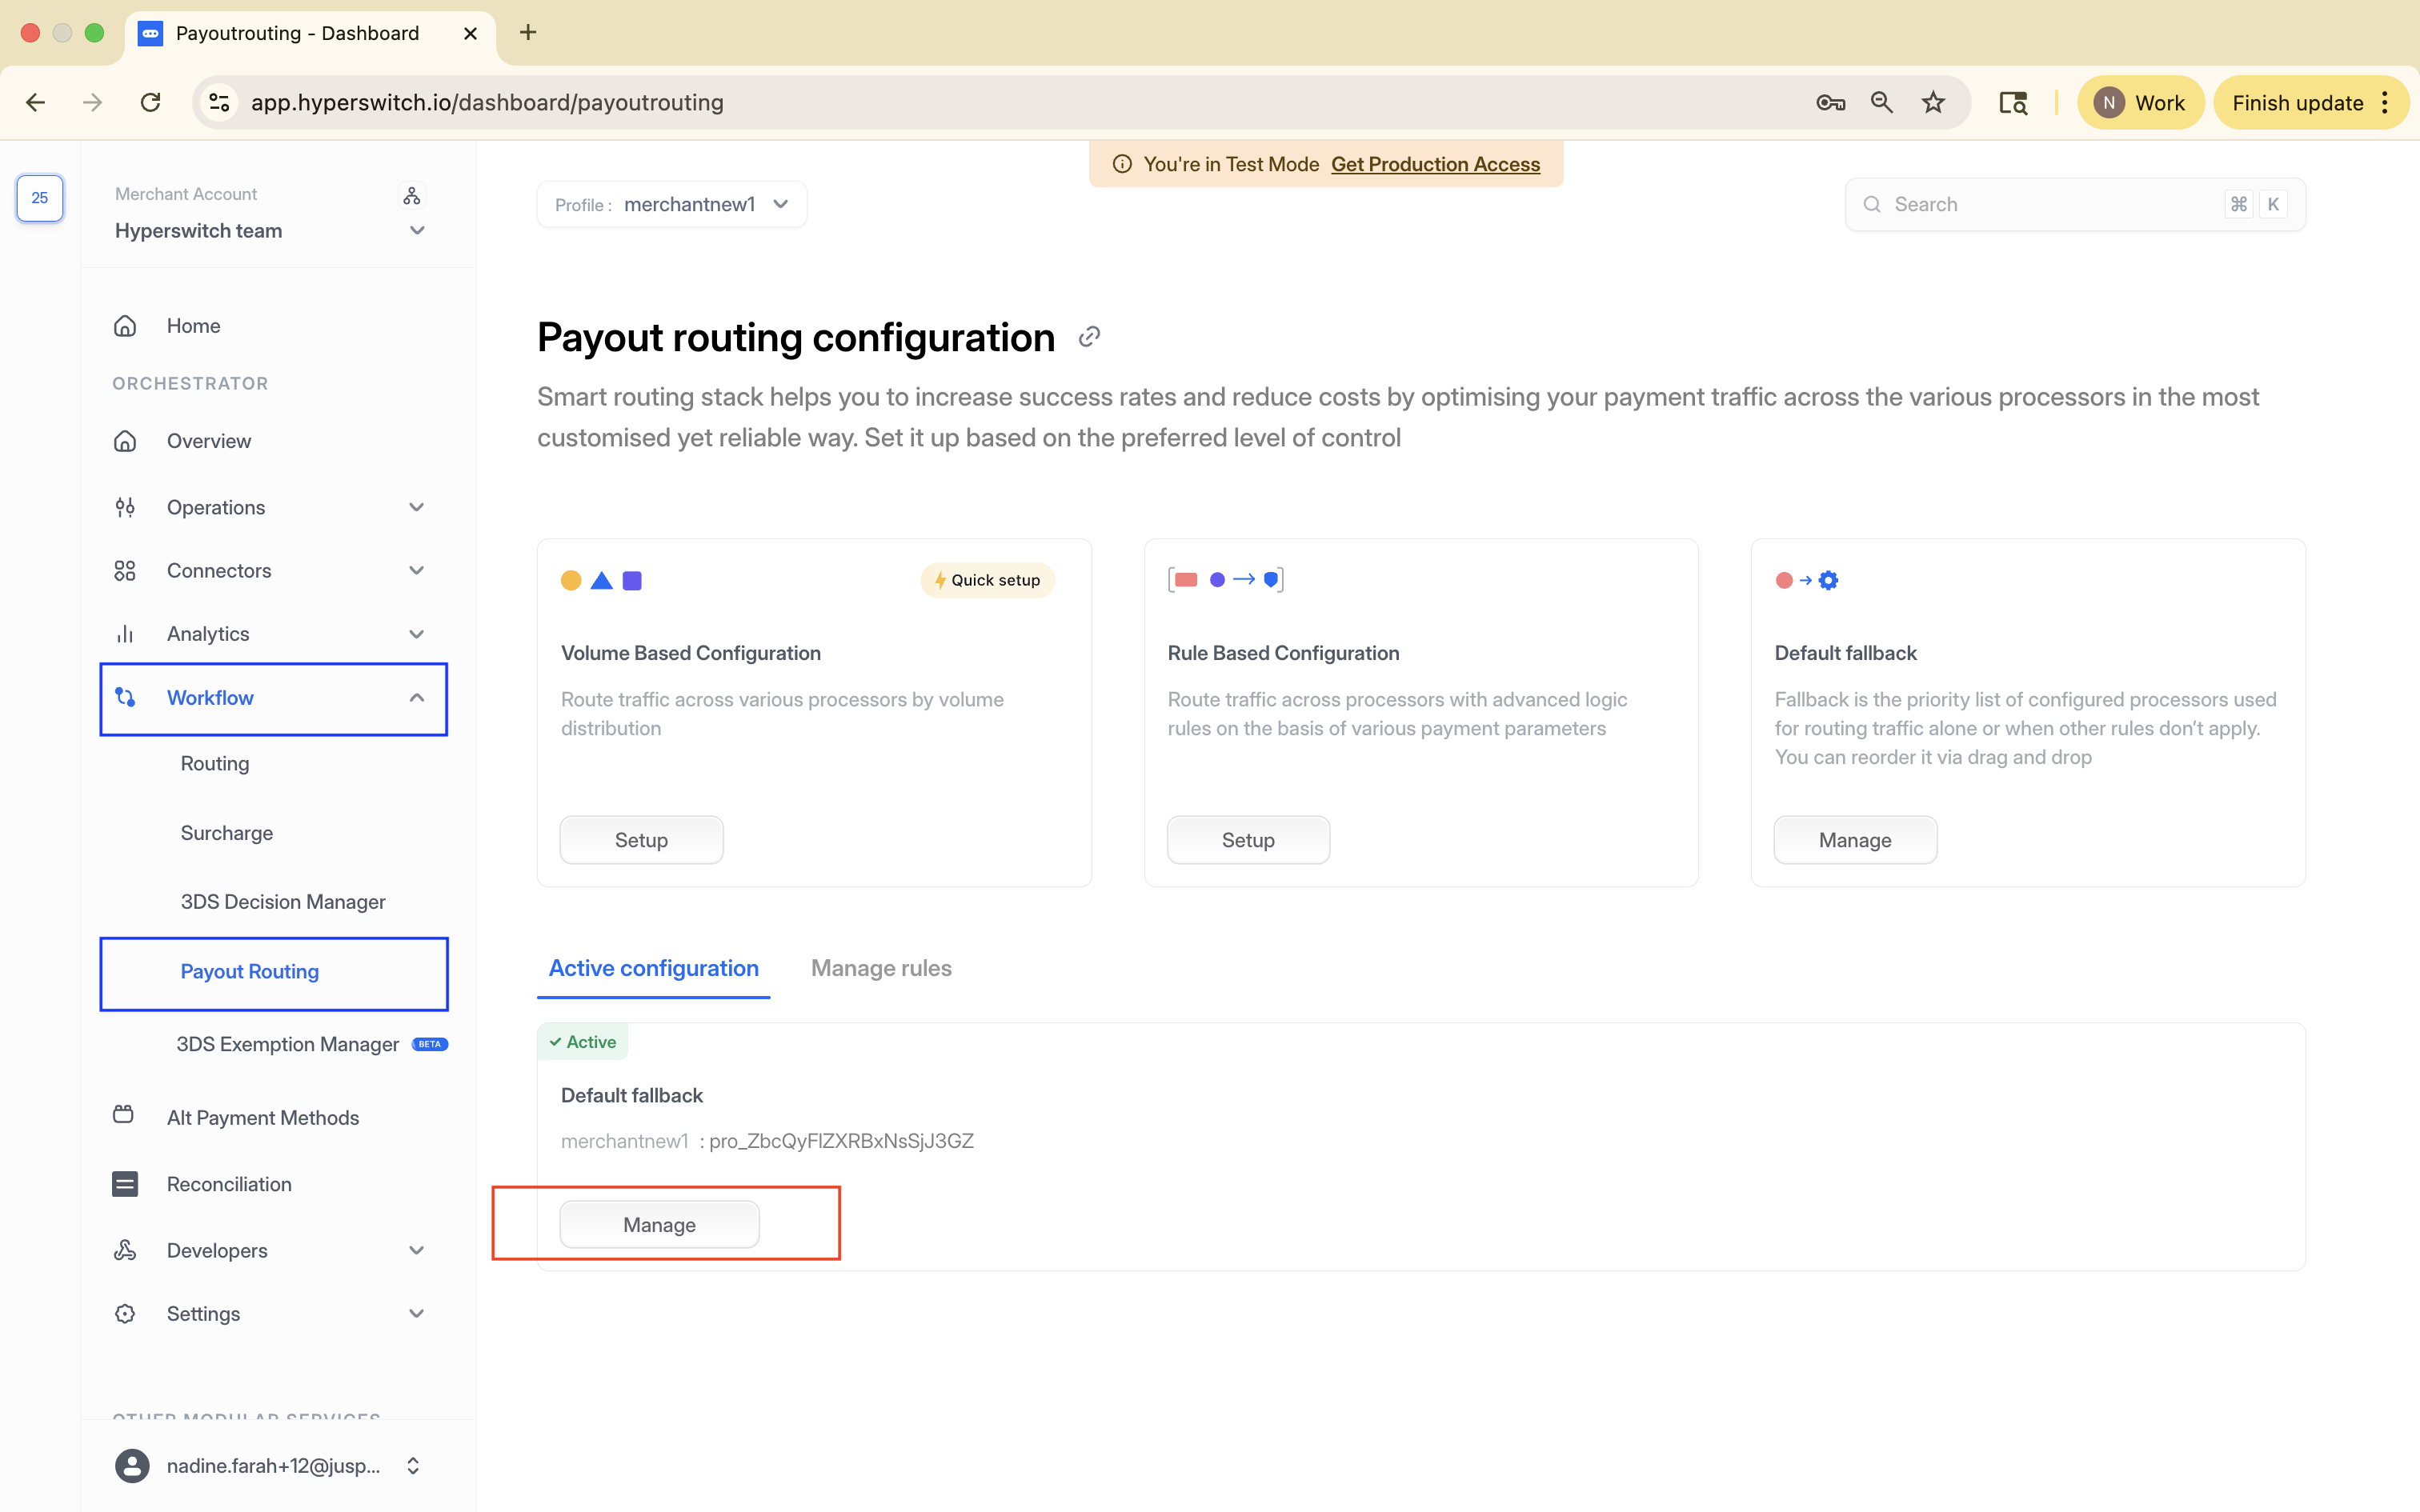 Payoutrouting - Dashboard
app.hyperswitch.io/dashboard/payoutrouting
N Work
Finish update
25
Merchant Account
Hyperswitch team
Profile : merchantnew1
You're in Test Mode Get Production Access
Search ⌘ K
Home
ORCHESTRATOR
Overview
Operations
Connectors
Analytics
Workflow
Routing
Surcharge
3DS Decision Manager
Payout Routing
3DS Exemption Manager BETA
Alt Payment Methods
Reconciliation
Developers
Settings
OTHER MODULAR SERVICES
nadine.farah+12@jusp...
Payout routing configuration
Smart routing stack helps you to increase success rates and reduce costs by optimising your payment traffic across the various processors in the most
customised yet reliable way. Set it up based on the preferred level of control
Quick setup
Volume Based Configuration
Route traffic across various processors by volume
distribution
Setup
Rule Based Configuration
Route traffic across processors with advanced logic
rules on the basis of various payment parameters
Setup
Default fallback
Fallback is the priority list of configured processors used
for routing traffic alone or when other rules don’t apply.
You can reorder it via drag and drop
Manage
Active configuration
Manage rules
Active
Default fallback
merchantnew1 : pro_ZbcQyFlZXRBxNsSjJ3GZ
Manage